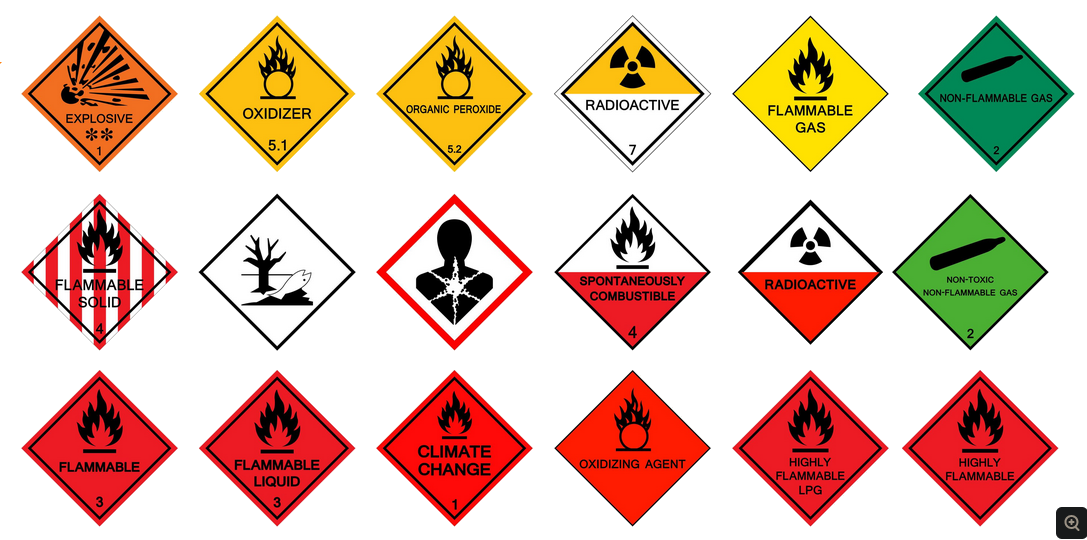 EXPLOSIVE
**
1
OXIDIZER
5.1
ORGANIC PEROXIDE
5.2
RADIOACTIVE
7
FLAMMABLE
GAS
NON-FLAMMABLE GAS
2
FLAMMABLE
SOLID
4
SPONTANEOUSLY
COMBUSTIBLE
4
RADIOACTIVE
NON-TOXIC
NON-FLAMMABLE GAS
2
FLAMMABLE
3
FLAMMABLE
LIQUID
3
CLIMATE
CHANGE
1
OXIDIZING AGENT
HIGHLY
FLAMMABLE
LPG
HIGHLY
FLAMMABLE